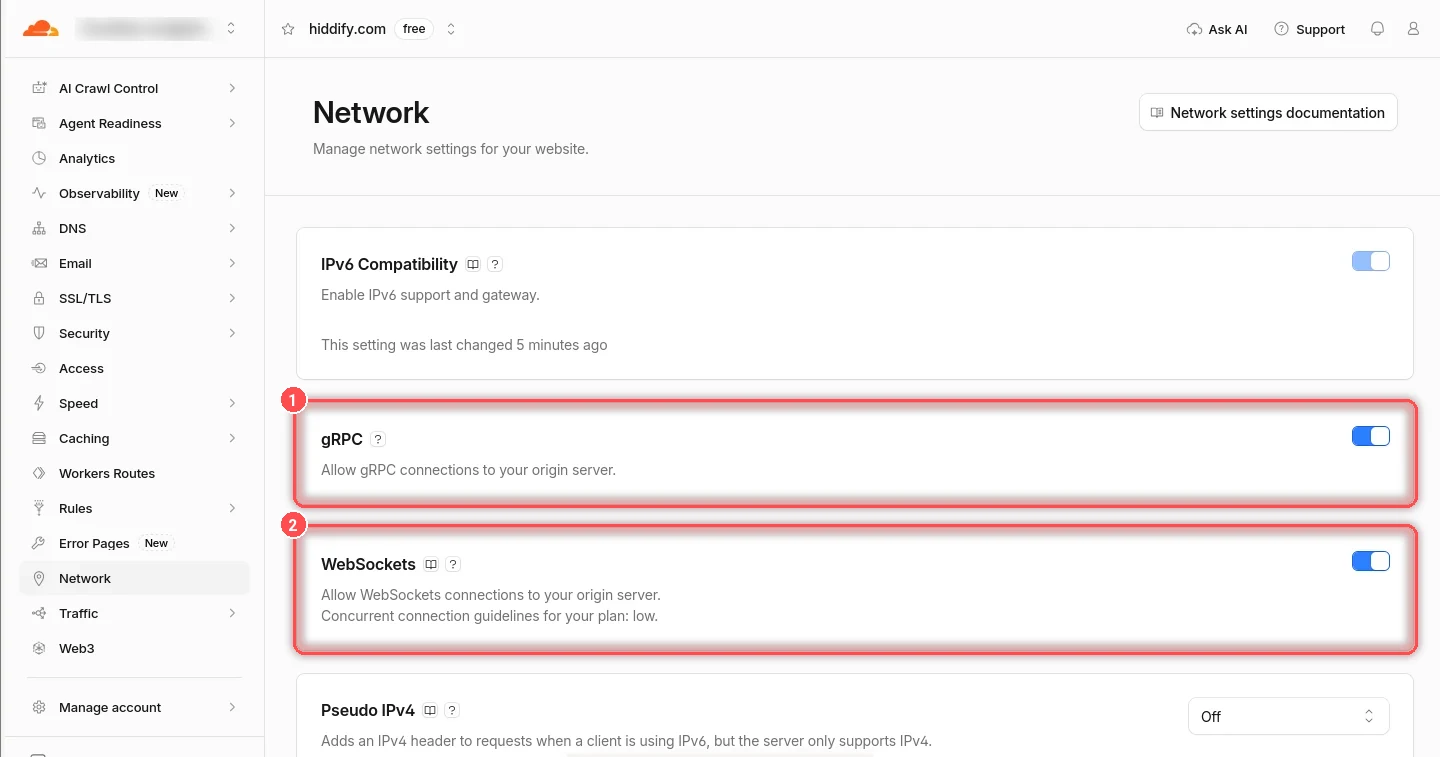 hiddify.com free
Ask AI
Support
AI Crawl Control
Agent Readiness
Analytics
Observability New
DNS
Email
SSL/TLS
Security
Access
Speed
Caching
Workers Routes
Rules
Error Pages New
Network
Traffic
Web3
Manage account
Network
Manage network settings for your website.
Network settings documentation
IPv6 Compatibility ?
Enable IPv6 support and gateway.
This setting was last changed 5 minutes ago
1
gRPC ?
Allow gRPC connections to your origin server.
2
WebSockets ?
Allow WebSockets connections to your origin server.
Concurrent connection guidelines for your plan: low.
Pseudo IPv4 ?
Off
Adds an IPv4 header to requests when a client is using IPv6, but the server only supports IPv4.